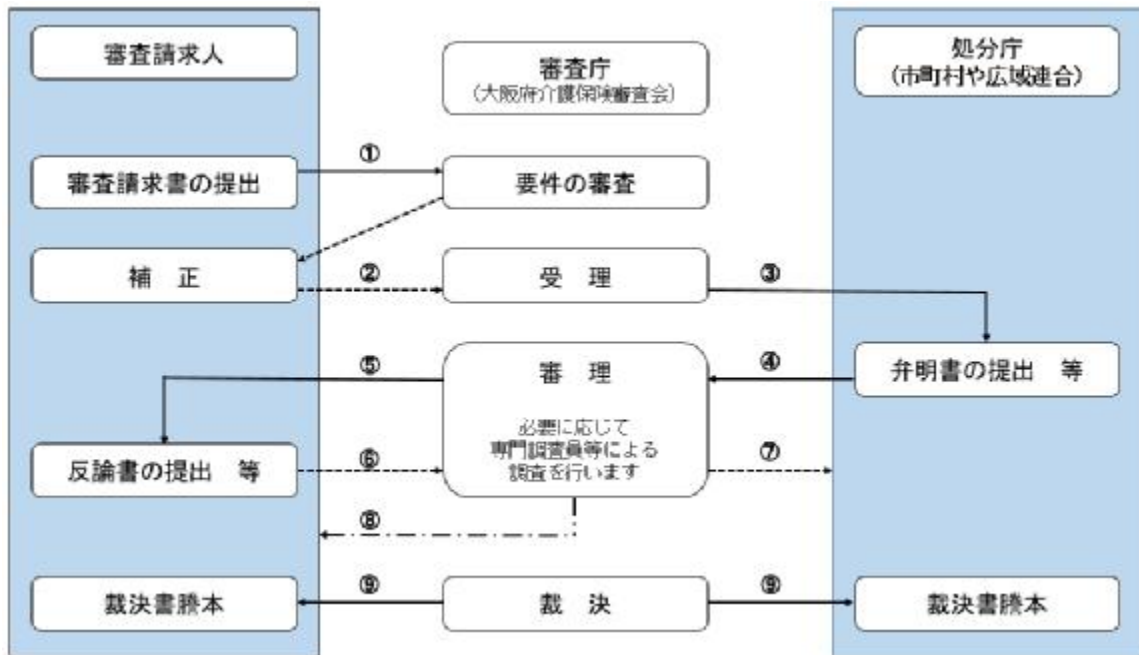 審査請求人
審査庁
(大阪府介護保険審査会)
処分庁
(市町村や広域連合)
審査請求書の提出
①
要件の審査
補　正
②
受　理
③
⑤
審　理
④
弁明書の提出　等
必要に応じて
専門調査員等による
調査を行います
反論書の提出　等
⑥
⑦
⑧
裁決書謄本
⑨
裁　決
⑨
裁決書謄本